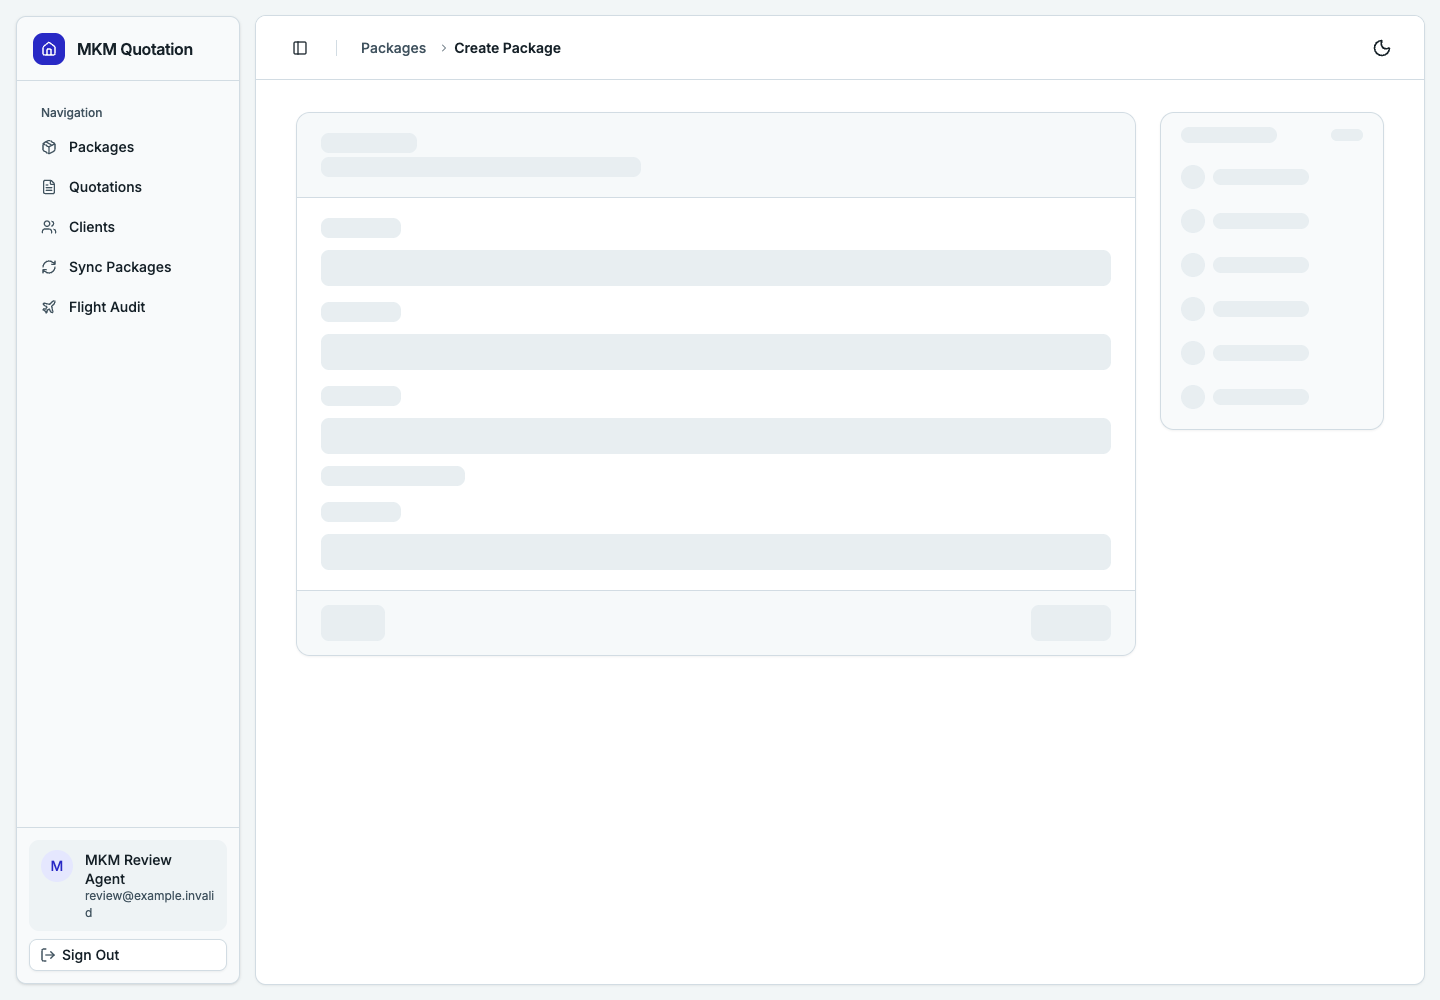 MKM Quotation
Navigation
Packages
Quotations
Clients
Sync Packages
Flight Audit
M
MKM Review
Agent
review@example.invali
d
Sign Out
Packages > Create Package